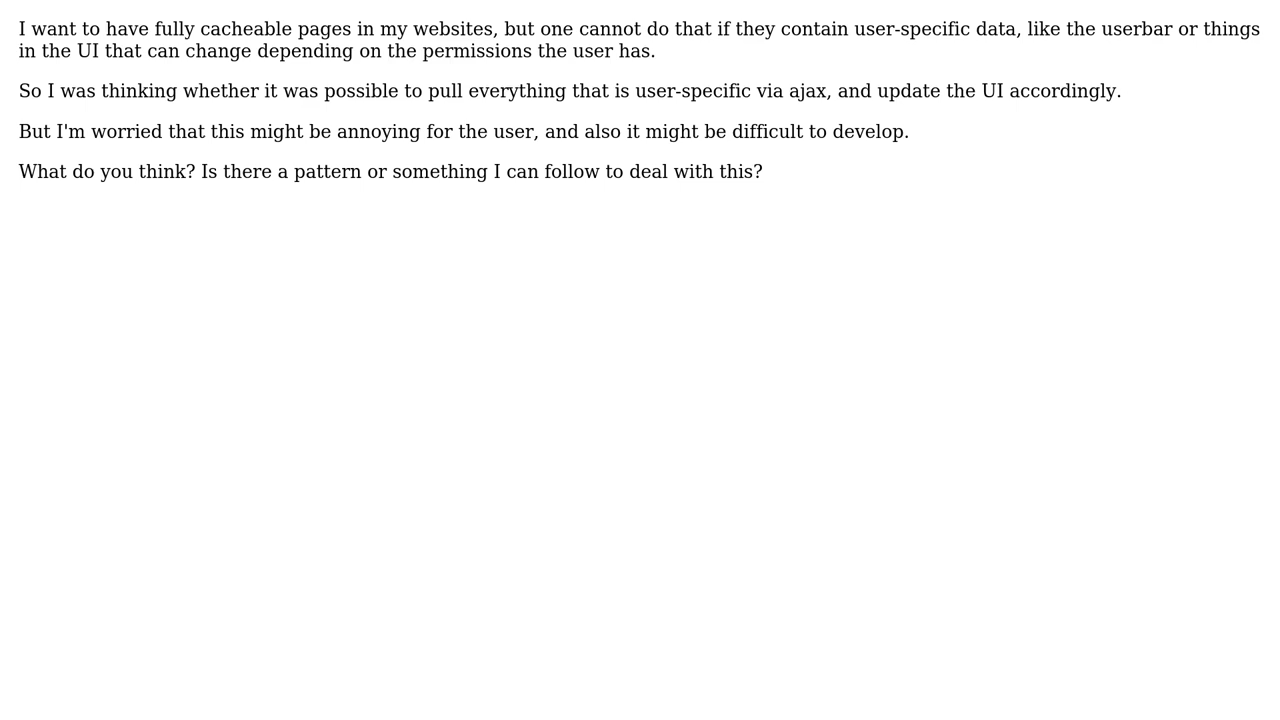 I want to have fully cacheable pages in my websites, but one cannot do that if they contain user-specific data, like the userbar or things
in the UI that can change depending on the permissions the user has.
So I was thinking whether it was possible to pull everything that is user-specific via ajax, and update the UI accordingly.
But I'm worried that this might be annoying for the user, and also it might be difficult to develop.
What do you think? Is there a pattern or something I can follow to deal with this?